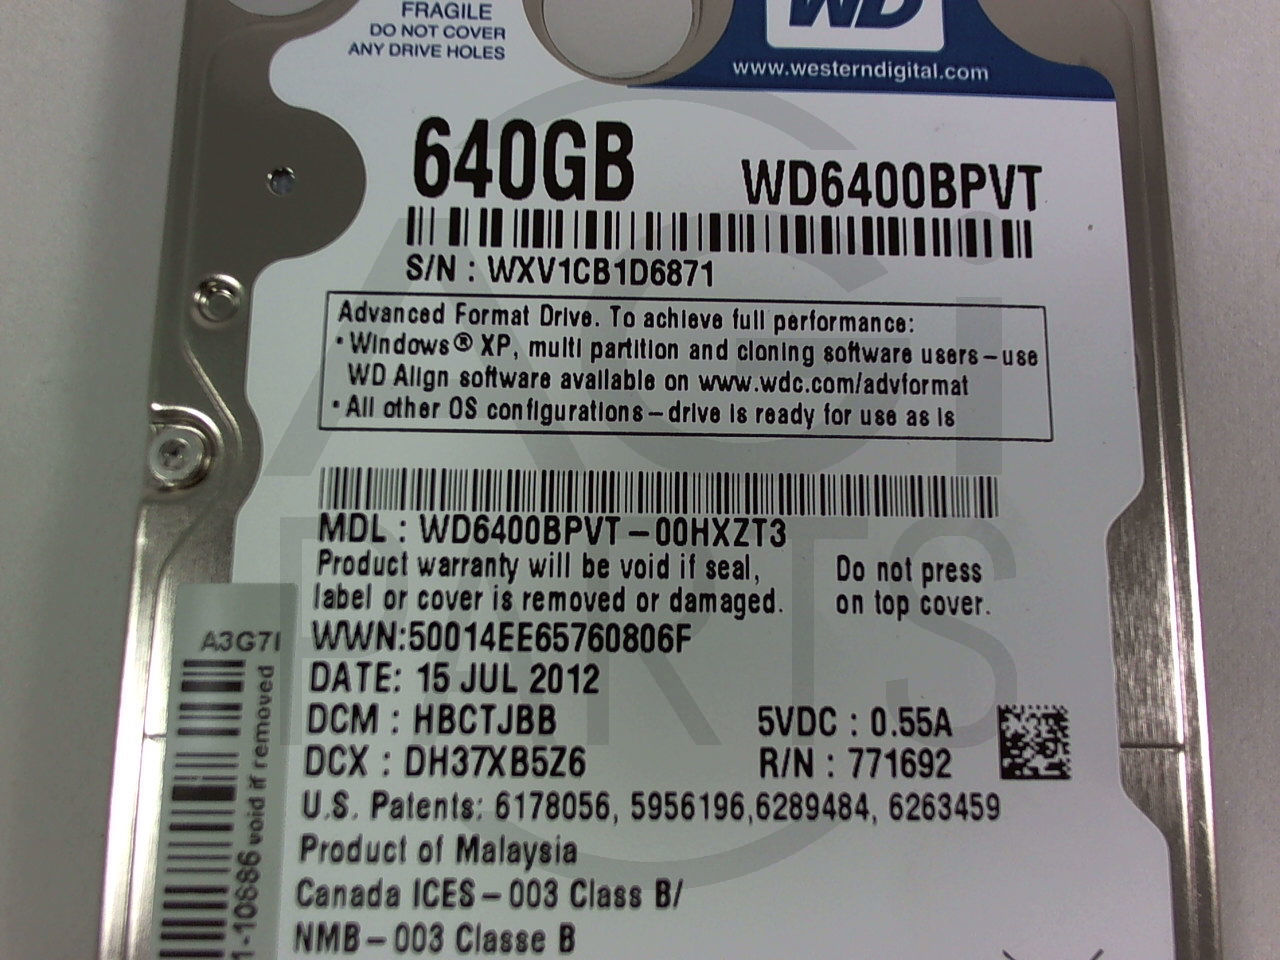 FRAGILE
DO NOT COVER
ANY DRIVE HOLES
WD
www.westerndigital.com
640GB
WD6400BPVT
S/N : WXV1CB1D6871
Advanced Format Drive. To achieve full performance:
• Windows® XP, multi partition and cloning software users – use
WD Align software available on www.wdc.com/advformat
• All other OS configurations – drive is ready for use as is
MDL : WD6400BPVT – 00HXZT3
Product warranty will be void if seal,
label or cover is removed or damaged.
Do not press
on top cover.
WWN:50014EE65760806F
DATE: 15 JUL 2012
DCM : HBCTJBB
DCX : DH37XB5Z6
5VDC : 0.55A
R/N : 771692
U.S. Patents: 6178056, 5956196,6289484, 6263459
Product of Malaysia
Canada ICES – 003 Class B/
NMB – 003 Classe B
A3G7I
1-10686 void if removed
ACi
PARTS